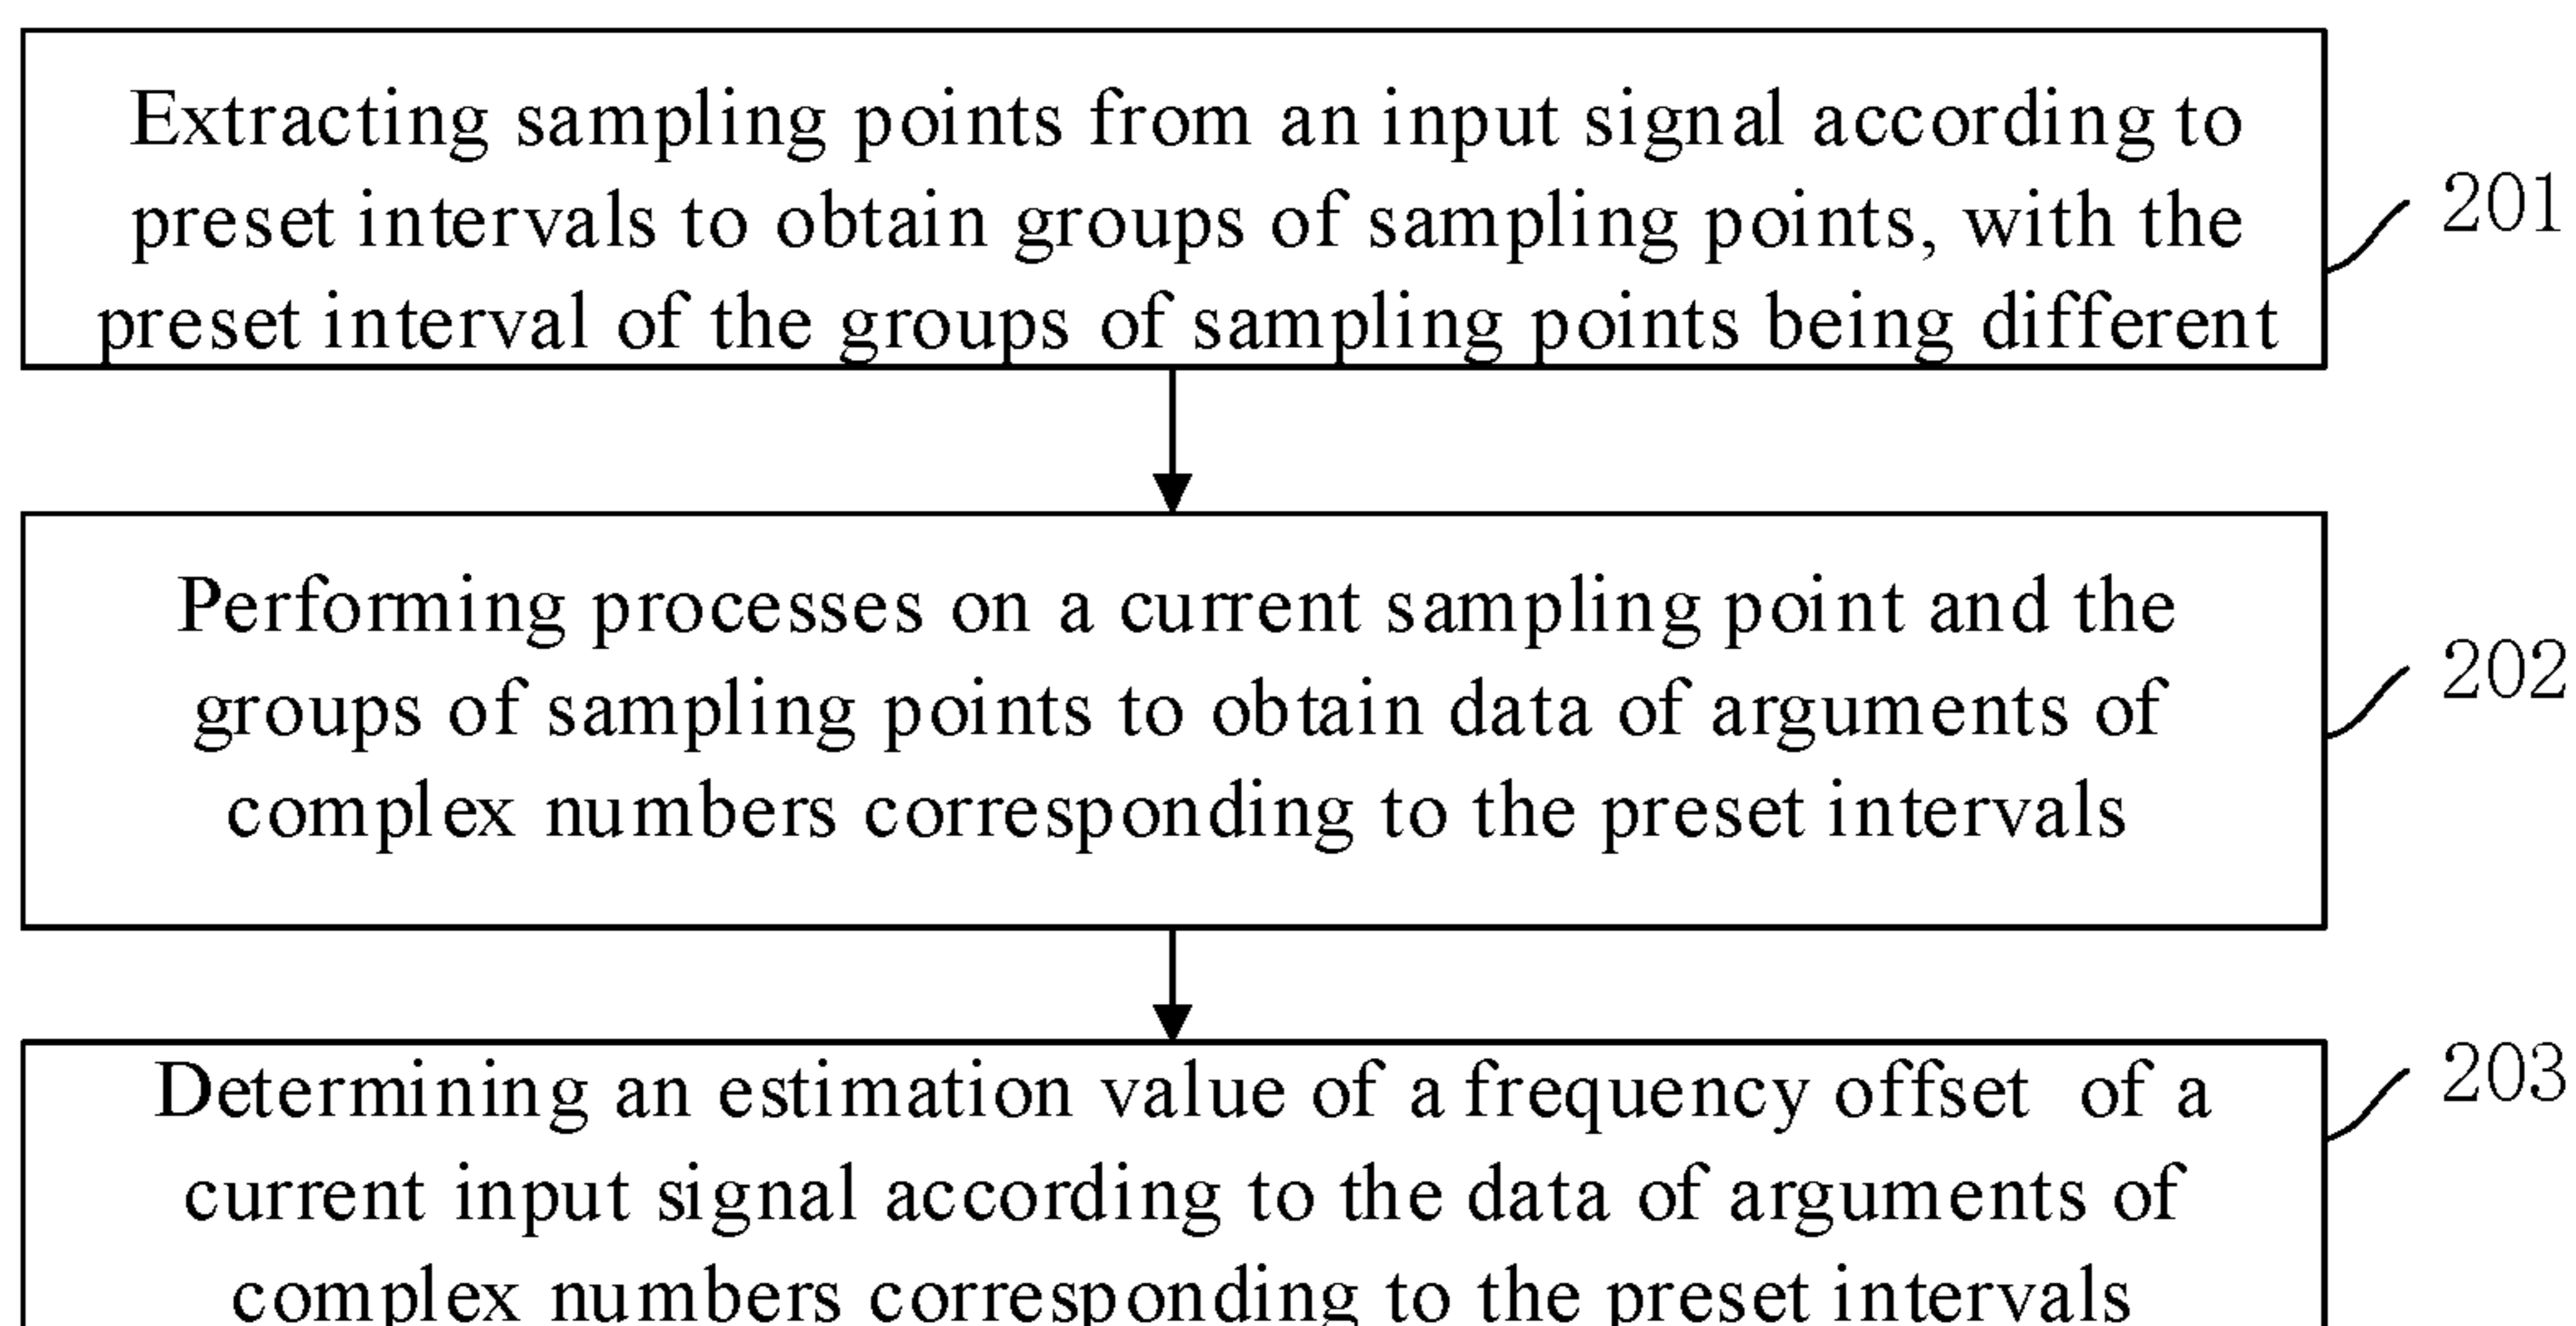 Extracting sampling points from an input signal according to
preset intervals to obtain groups of sampling points, with the
preset interval of the groups of sampling points being different
201
Performing processes on a current sampling point and the
groups of sampling points to obtain data of arguments of
complex numbers corresponding to the preset intervals
202
Determining an estimation value of a frequency offset of a
current input signal according to the data of arguments of
complex numbers corresponding to the preset intervals
203